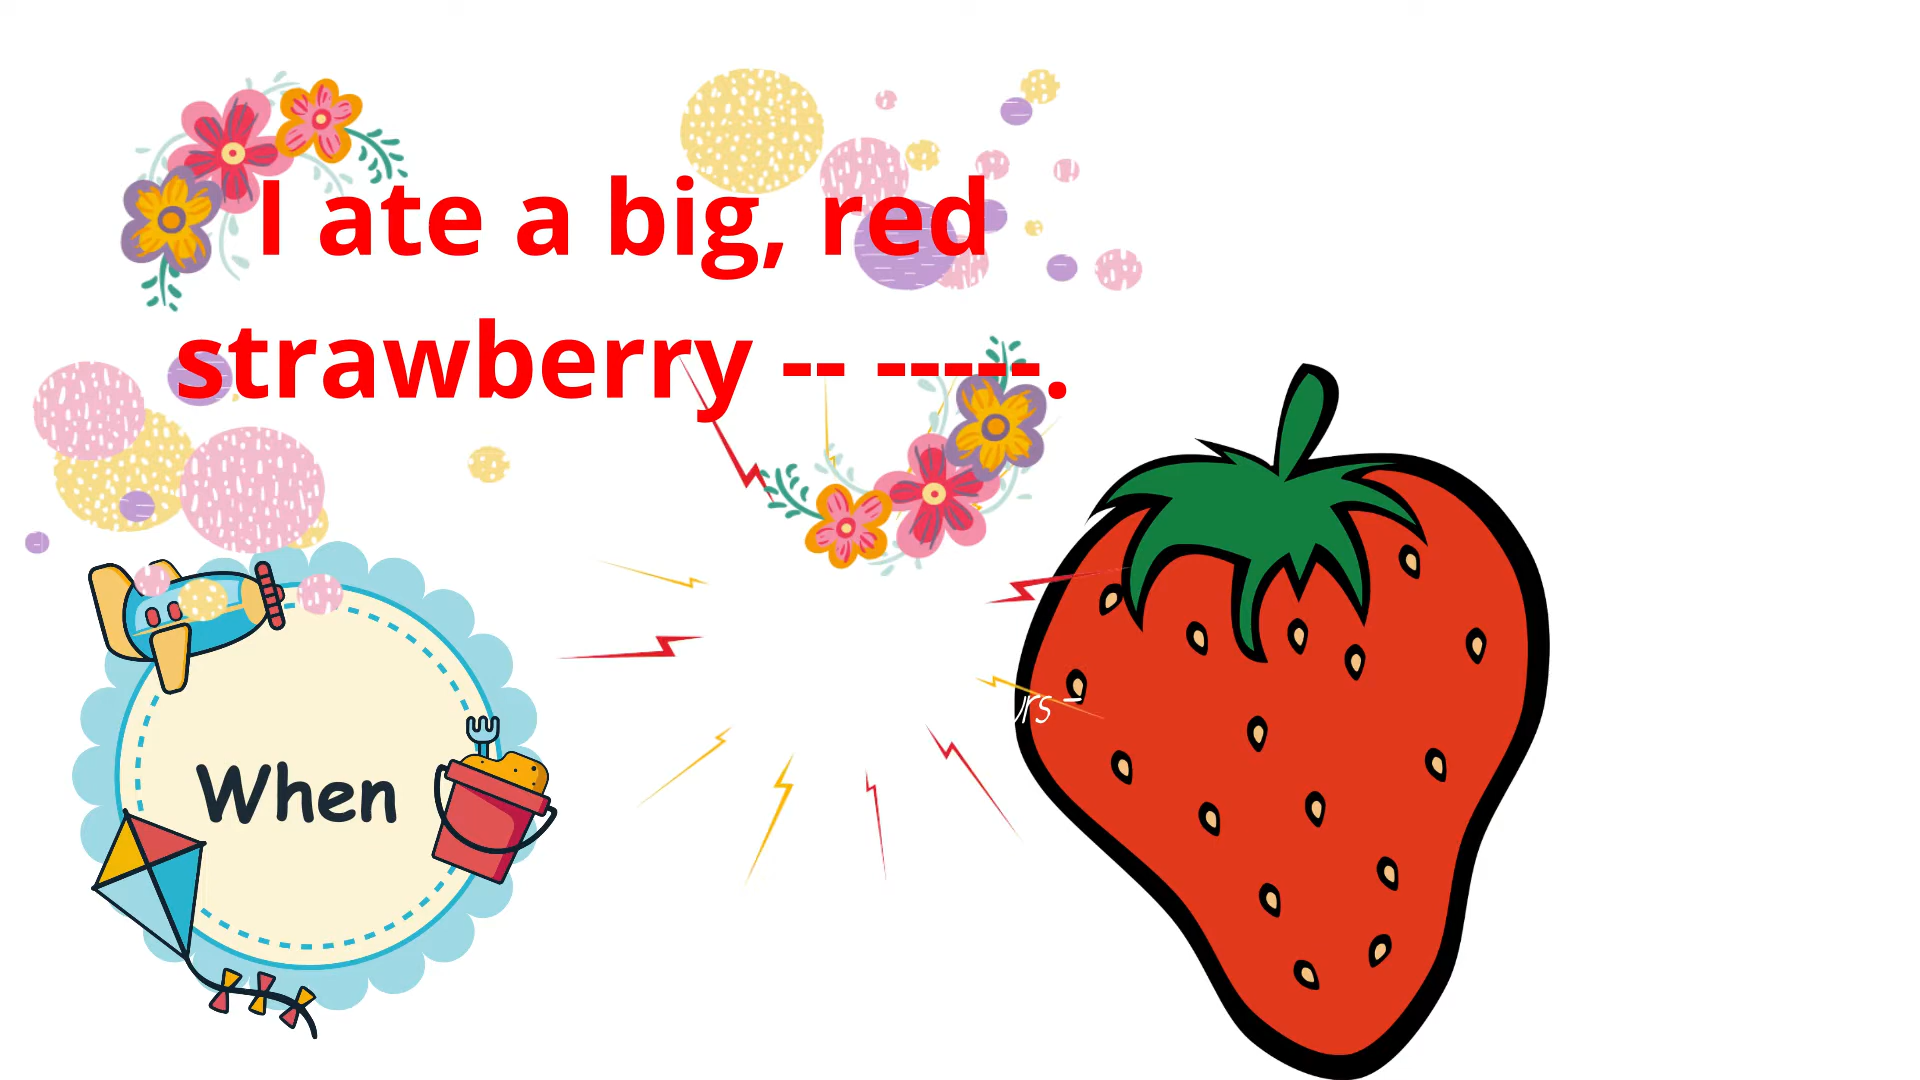 I ate a big, red
strawberry -- -----.
When